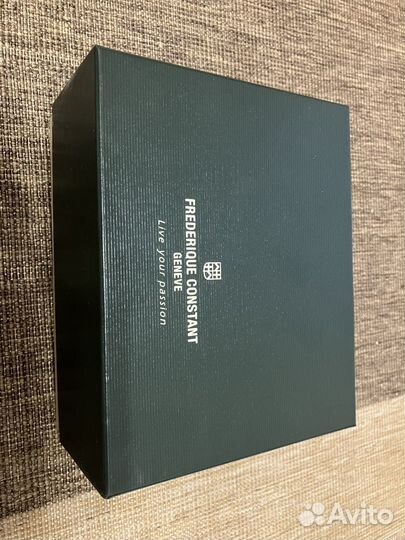 FREDERIQUE CONSTANT
GENEVE
Live your passion
Avito